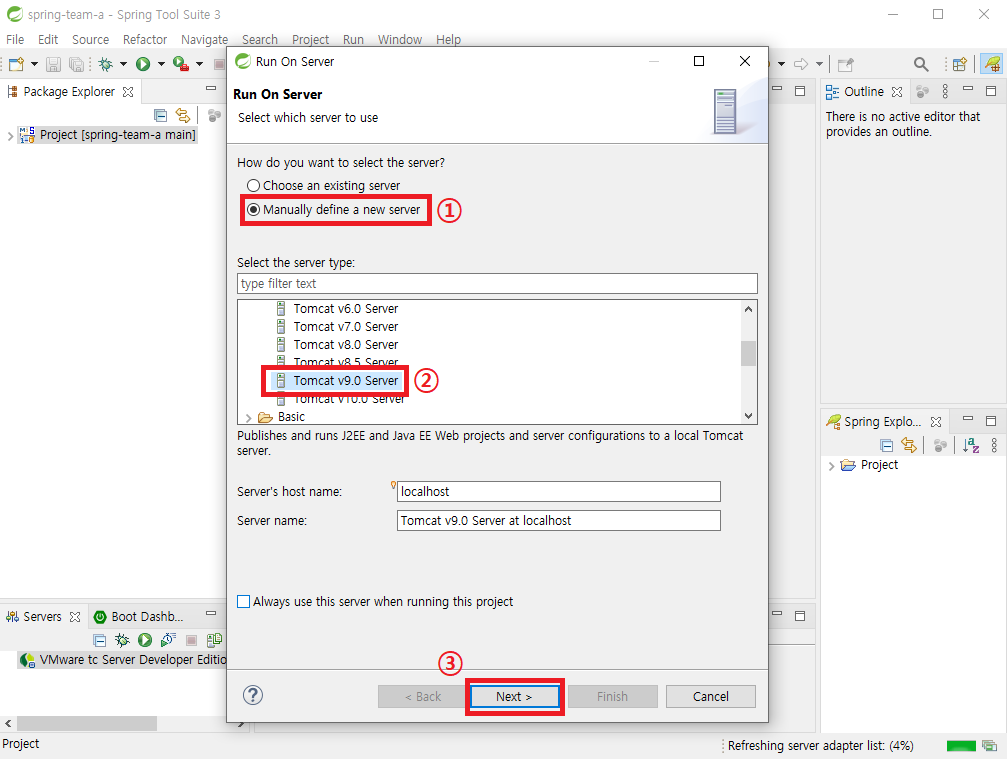 spring-team-a - Spring Tool Suite 3
File Edit Source Refactor Navigate Search Project Run Window Help
Package Explorer
Project [spring-team-a main]
Run On Server
Run On Server
Select which server to use
How do you want to select the server?
Choose an existing server
Manually define a new server
①
Select the server type:
type filter text
Tomcat v6.0 Server
Tomcat v7.0 Server
Tomcat v8.0 Server
Tomcat v8.5 Server
Tomcat v9.0 Server
②
Tomcat v10.0 Server
Basic
Publishes and runs J2EE and Java EE Web projects and server configurations to a local Tomcat
server.
Server's host name:
localhost
Server name:
Tomcat v9.0 Server at localhost
Always use this server when running this project
③
< Back
Next >
Finish
Cancel
Outline
There is no active editor that
provides an outline.
Spring Explo...
Project
Servers
Boot Dashb...
VMware tc Server Developer Editio
Project
Refreshing server adapter list: (4%)